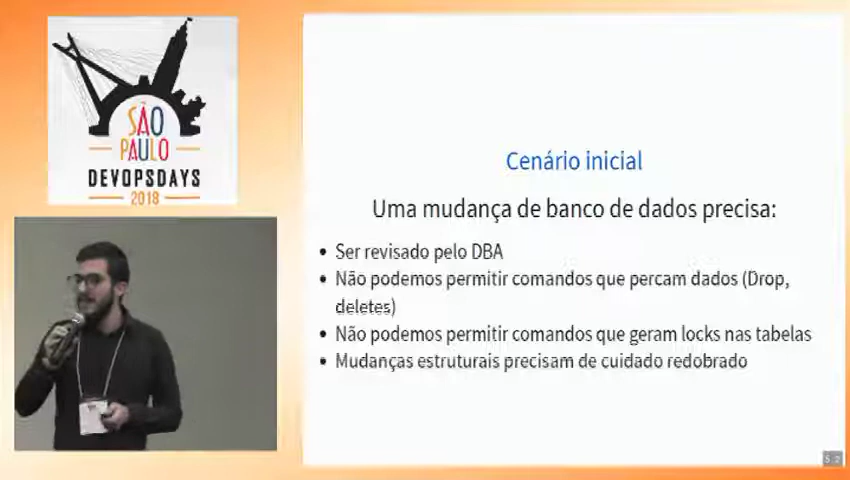 SÃO
PAULO
DEVOPSDAYS
2018
Cenário inicial
Uma mudança de banco de dados precisa:
• Ser revisado pelo DBA
• Não podemos permitir comandos que percam dados (Drop,
deletes)
• Não podemos permitir comandos que geram locks nas tabelas
• Mudanças estruturais precisam de cuidado redobrado